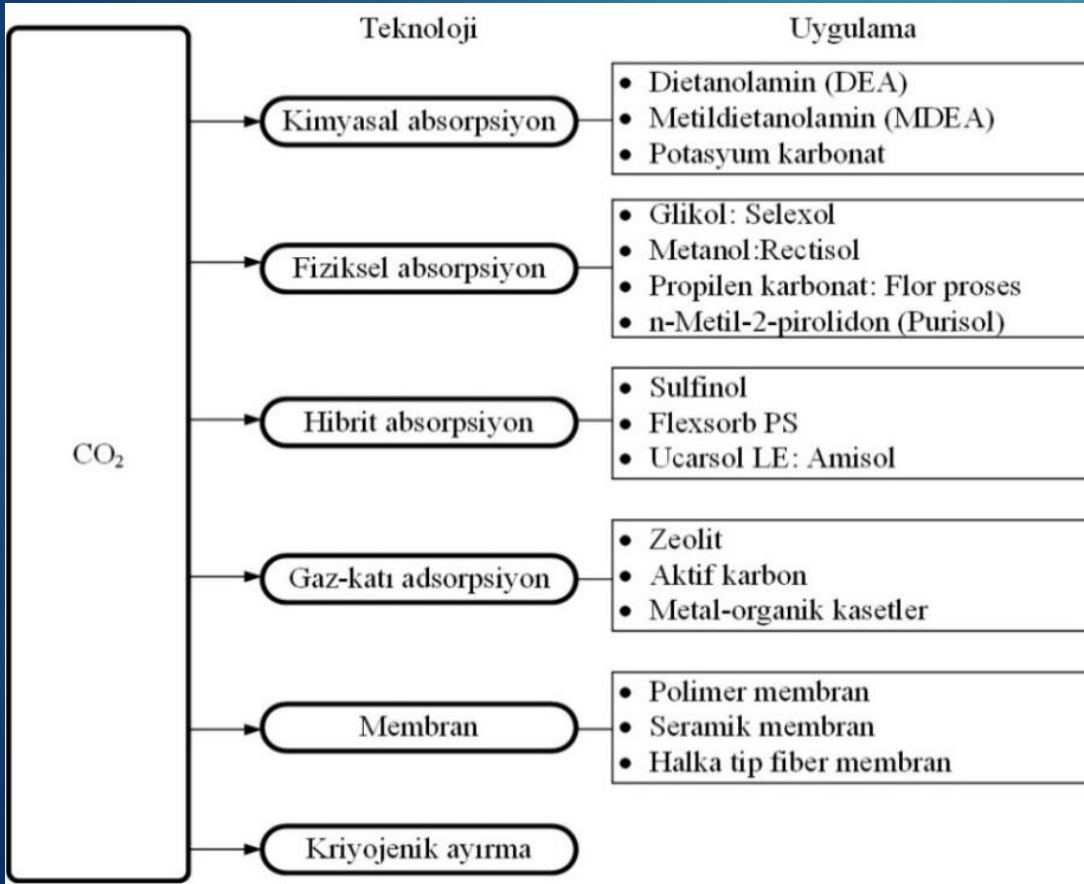 Teknoloji
Uygulama
CO₂
Kimyasal absorpsiyon
• Dietanolamin (DEA)
• Metildietanolamin (MDEA)
• Potasyum karbonat
Fiziksel absorpsiyon
• Glikol: Selexol
• Metanol:Rectisol
• Propilen karbonat: Flor proses
• n-Metil-2-pirolidon (Purisol)
Hibrit absorpsiyon
• Sulfinol
• Flexsorb PS
• Ucarsol LE: Amisol
Gaz-katı adsorpsiyon
• Zeolit
• Aktif karbon
• Metal-organik kasetler
Membran
• Polimer membran
• Seramik membran
• Halka tip fiber membran
Kriyojenik ayırma